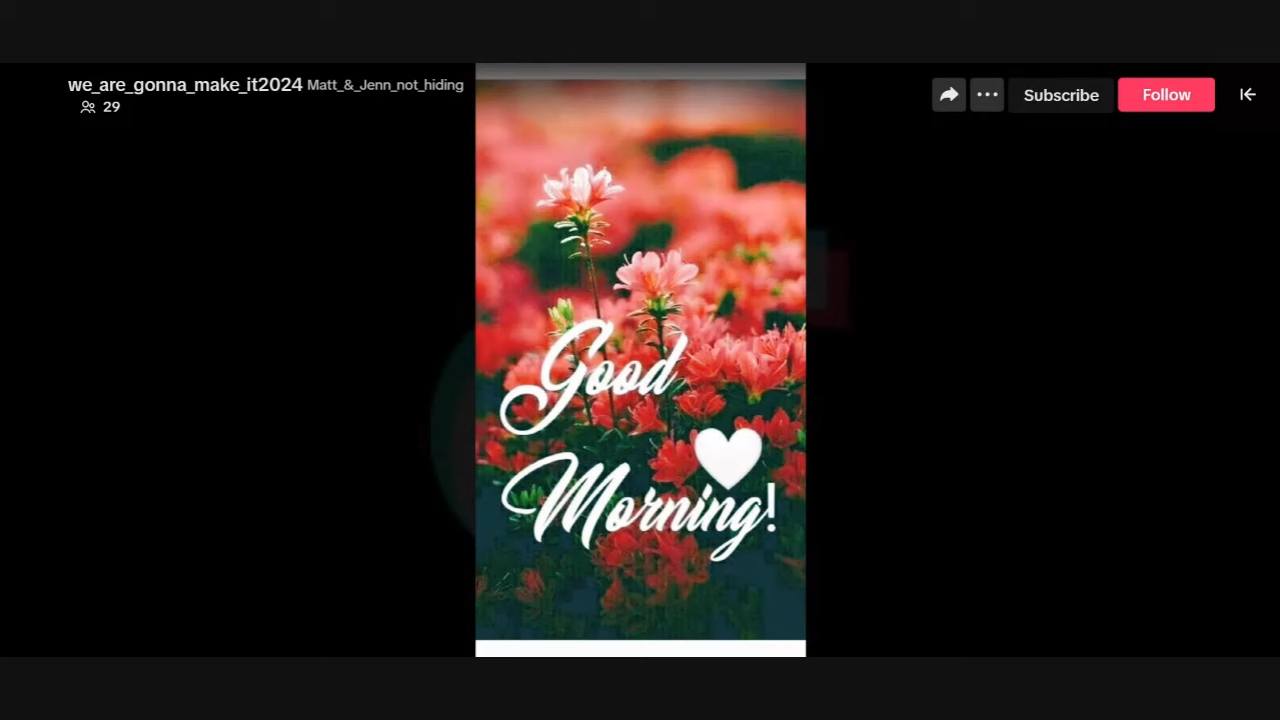 we_are_gonna_make_it2024 Matt_&_Jenn_not_hiding
29
Subscribe
Follow
Good
Morning!